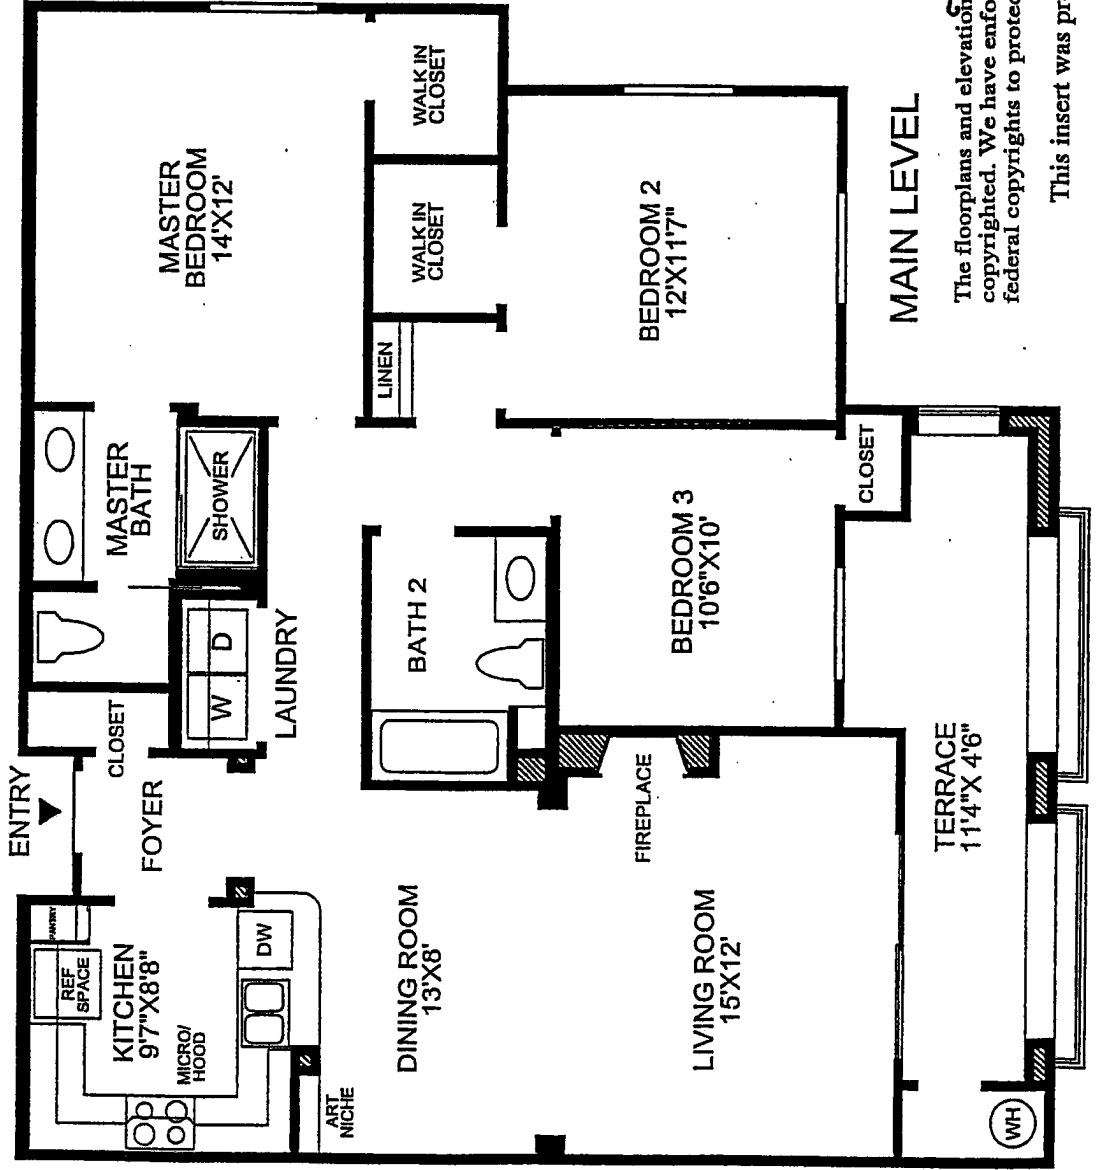 ENTRY
FOYER
CLOSET
PANTRY
REF
SPACE
KITCHEN
9'7"X8'8"
MICRO/
HOOD
DW
ART
NICHE
MASTER
BATH
SHOWER
W
D
LAUNDRY
MASTER
BEDROOM
14'X12'
LINEN
WALK IN
CLOSET
WALK IN
CLOSET
BATH 2
DINING ROOM
13'X8'
FIREPLACE
LIVING ROOM
15'X12'
BEDROOM 3
10'6"X10'
BEDROOM 2
12'X11'7"
CLOSET
TERRACE
11'4"X 4'6"
WH
MAIN LEVEL
The floorplans and elevation
copyrighted. We have enfo
federal copyrights to protec
This insert was pr